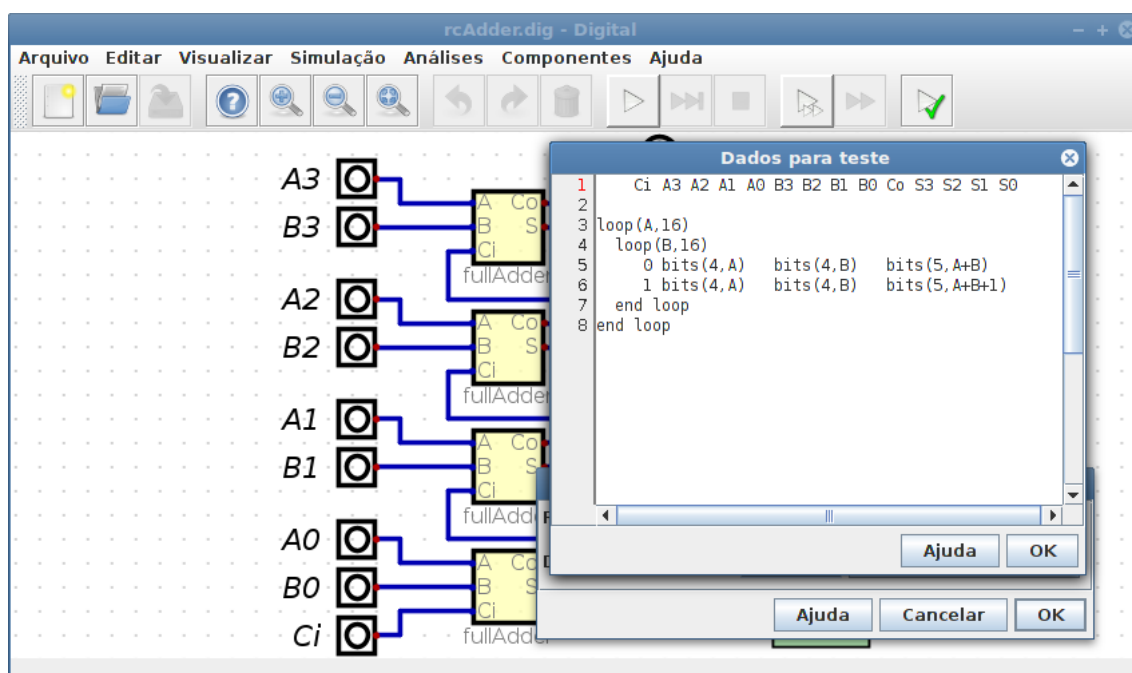 rcAdder.dig - Digital
Arquivo Editar Visualizar Simulação Análises Componentes Ajuda
Dados para teste
1 Ci A3 A2 A1 A0 B3 B2 B1 B0 Co S3 S2 S1 S0
2
3 loop(A,16)
4 loop(B,16)
5 0 bits(4,A) bits(4,B) bits(5,A+B)
6 1 bits(4,A) bits(4,B) bits(5,A+B+1)
7 end loop
8 end loop
Ajuda OK
Ajuda Cancelar OK
A3
B3
A Co
B S
Ci
fullAdder
A2
B2
A Co
B S
Ci
fullAdder
A1
B1
A Co
B S
Ci
fullAdd
A0
B0
Ci
A Co
B S
Ci
fullAdder